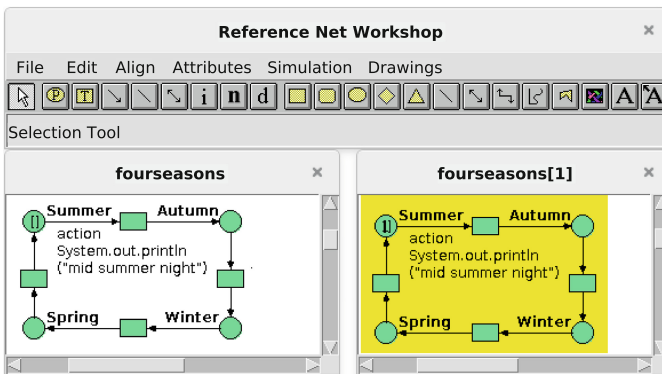 Reference Net Workshop
File Edit Align Attributes Simulation Drawings
P T i n d A A
Selection Tool
fourseasons
[] Summer Autumn
action
System.out.println
("mid summer night")
Spring Winter
fourseasons[1]
Summer Autumn
action
System.out.println
("mid summer night")
Spring Winter